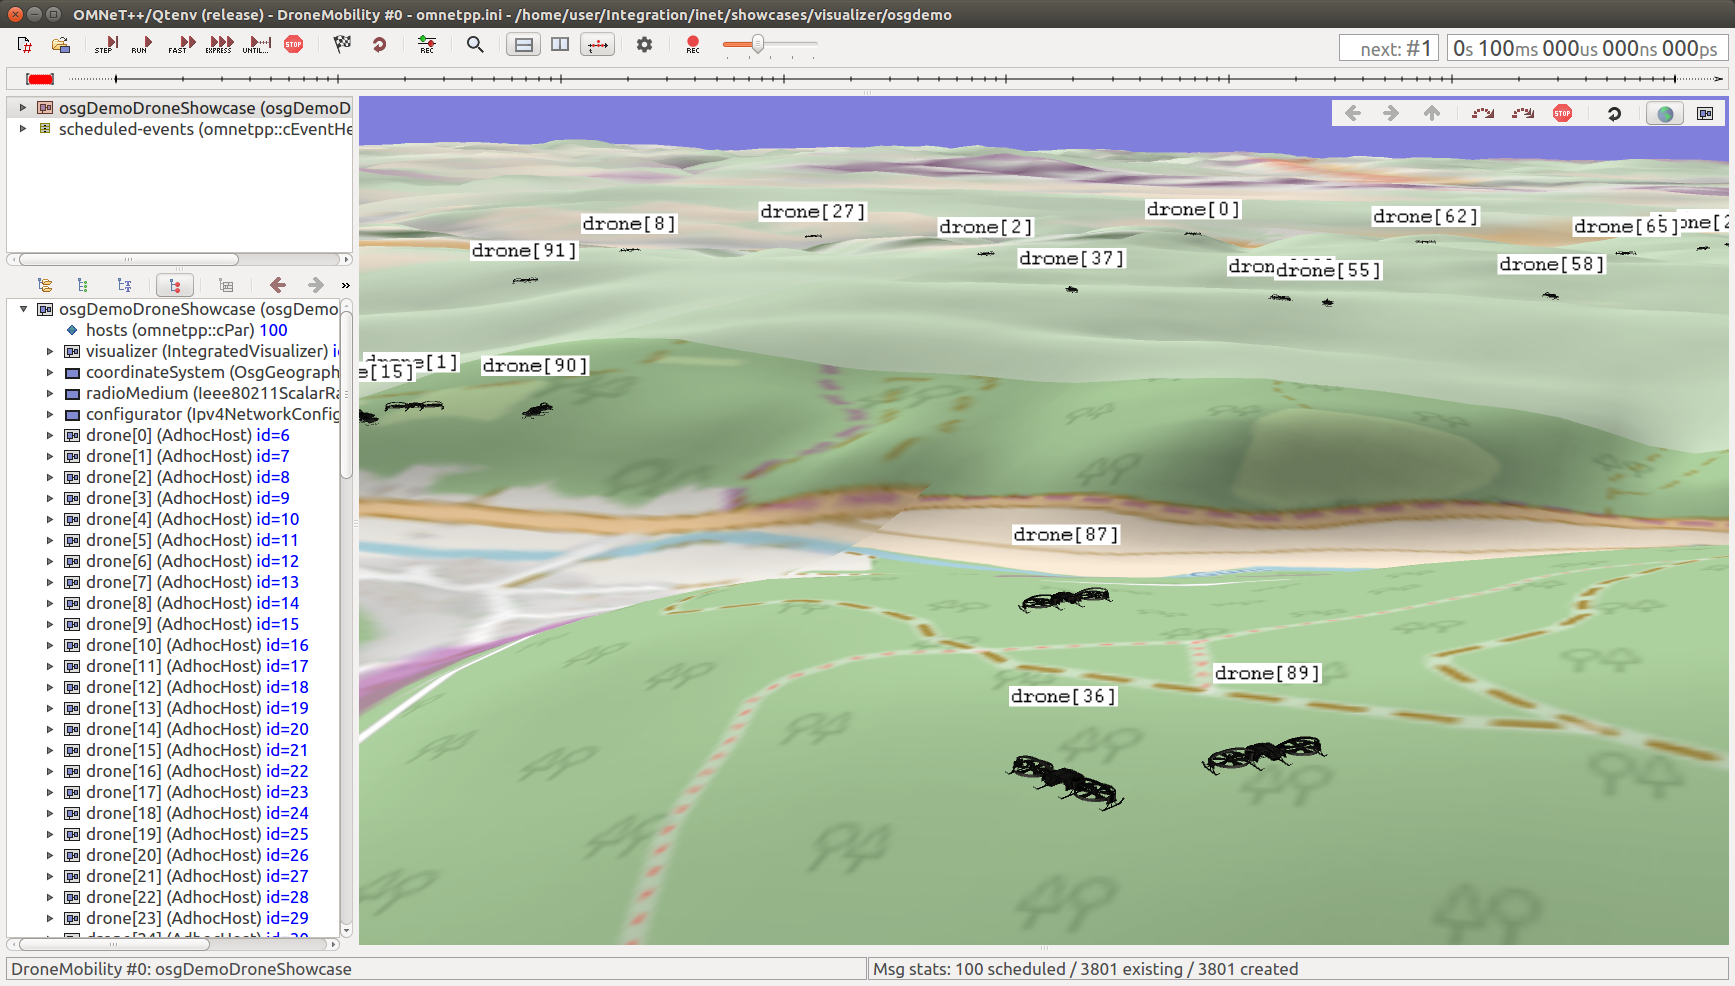 OMNeT++/Qtenv (release) - DroneMobility #0 - omnetpp.ini - /home/user/Integration/inet/showcases/visualizer/osgdemo
STEP RUN FAST EXPRESS UNTIL... STOP REC REC
next: #1 0s 100ms 000us 000ns 000ps
osgDemoDroneShowcase (osgDemoD
scheduled-events (omnetpp::cEventHe
STOP
drone[27] drone[0]
drone[8] drone[2] drone[62] drone[65]
drone[91] drone[37] drone[55] drone[58]
osgDemoDroneShowcase (osgDemo
hosts (omnetpp::cPar) 100
visualizer (IntegratedVisualizer) i
coordinateSystem (OsgGeograph
radioMedium (Ieee80211ScalarRa
configurator (Ipv4NetworkConfig
drone[1] drone[90]
e[15]
drone[0] (AdhocHost) id=6
drone[1] (AdhocHost) id=7
drone[2] (AdhocHost) id=8
drone[3] (AdhocHost) id=9
drone[4] (AdhocHost) id=10
drone[5] (AdhocHost) id=11
drone[6] (AdhocHost) id=12
drone[7] (AdhocHost) id=13
drone[8] (AdhocHost) id=14
drone[9] (AdhocHost) id=15
drone[10] (AdhocHost) id=16
drone[11] (AdhocHost) id=17
drone[12] (AdhocHost) id=18
drone[13] (AdhocHost) id=19
drone[14] (AdhocHost) id=20
drone[15] (AdhocHost) id=21
drone[16] (AdhocHost) id=22
drone[17] (AdhocHost) id=23
drone[18] (AdhocHost) id=24
drone[19] (AdhocHost) id=25
drone[20] (AdhocHost) id=26
drone[21] (AdhocHost) id=27
drone[22] (AdhocHost) id=28
drone[23] (AdhocHost) id=29
drone[87]
drone[89]
drone[36]
DroneMobility #0: osgDemoDroneShowcase
Msg stats: 100 scheduled / 3801 existing / 3801 created